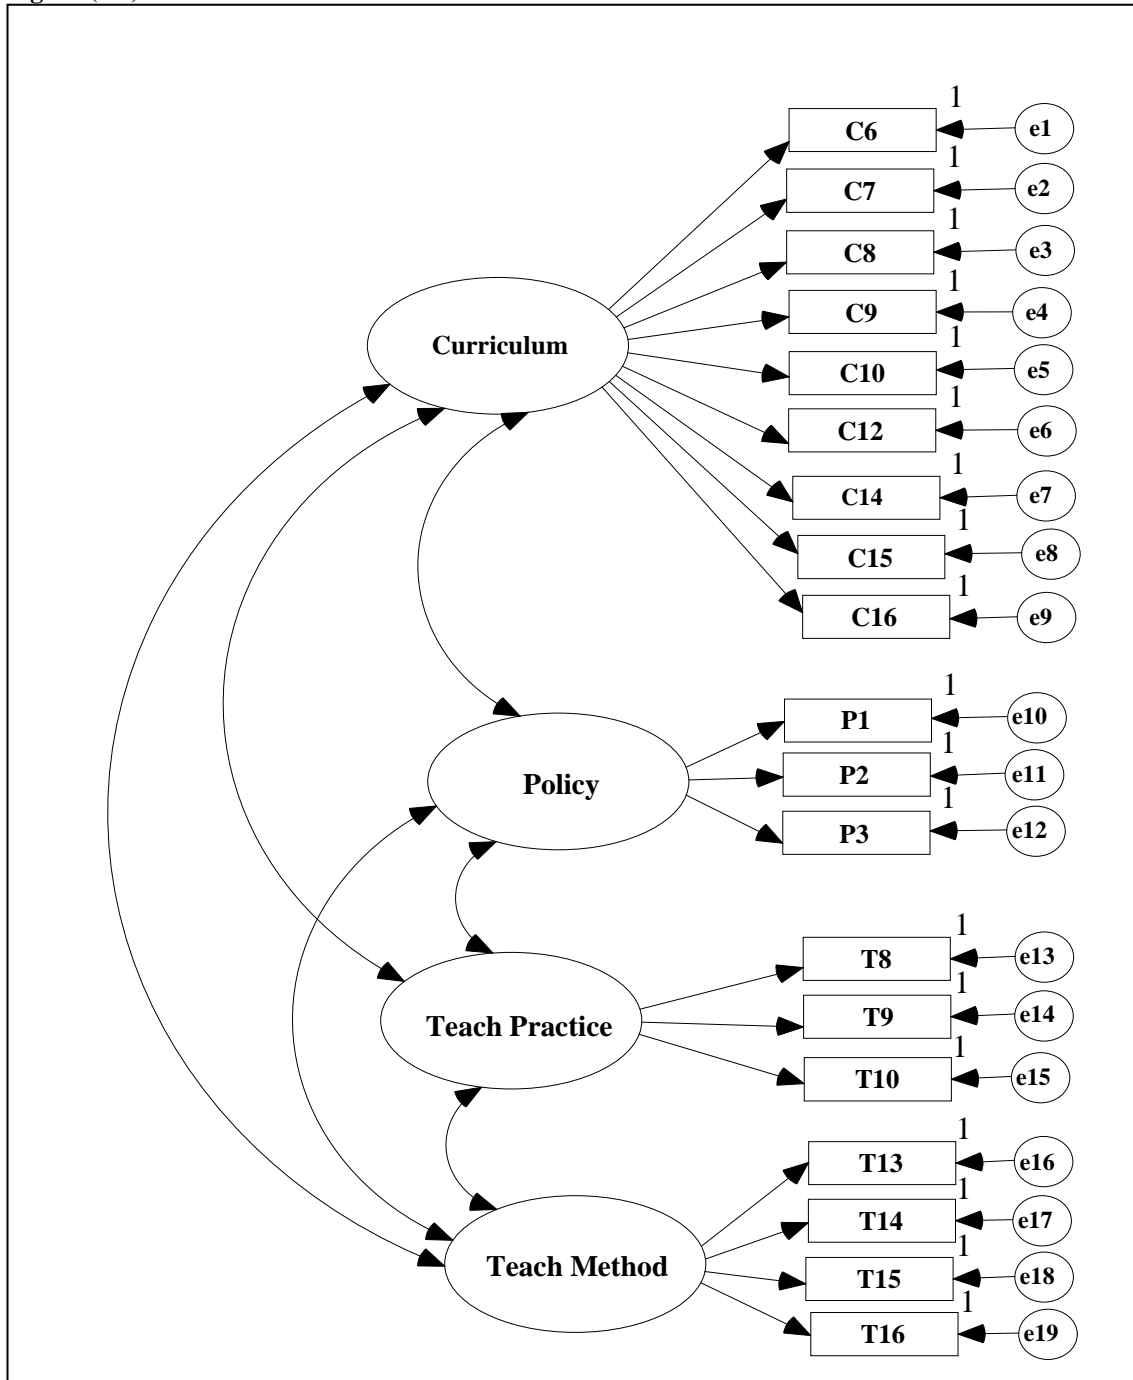 1
C6 e1
1
C7 e2
1
C8 e3
1
C9 e4
Curriculum
1
C10 e5
1
C12 e6
1
C14 e7
1
C15 e8
1
C16 e9
1
P1 e10
1
P2 e11
Policy
1
P3 e12
1
T8 e13
1
T9 e14
Teach Practice
1
T10 e15
1
T13 e16
1
T14 e17
Teach Method
1
T15 e18
1
T16 e19